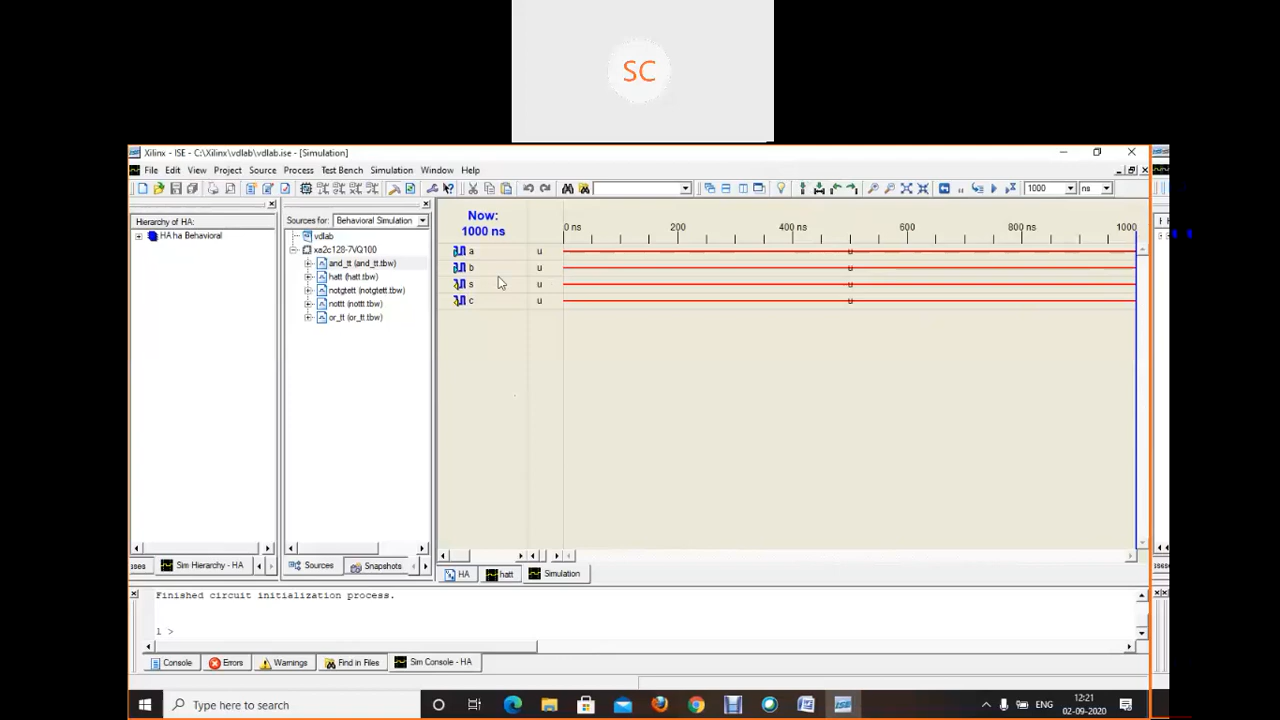 SC
Xilinx - ISE - C:\Xilinx\vdlab\vdlab.ise - [Simulation]
File Edit View Project Source Process Test Bench Simulation Window Help
1000 ns
Hierarchy of HA:
HA ha Behavioral
Sources for: Behavioral Simulation
vdlab
xa2c128-7VQ100
and_tt (and_tt.tbw)
hatt (hatt.tbw)
notgtett (notgtett.tbw)
nottt (nottt.tbw)
or_tt (or_tt.tbw)
Now:
1000 ns
0 ns 200 400 ns 600 800 ns 1000
a u u
b u u
s u u
c u u
Sim Hierarchy - HA
Sources Snapshots
HA hatt Simulation
Finished circuit initialization process.
1 >
Console Errors Warnings Find in Files Sim Console - HA
Type here to search
ENG
12:21
02-09-2020